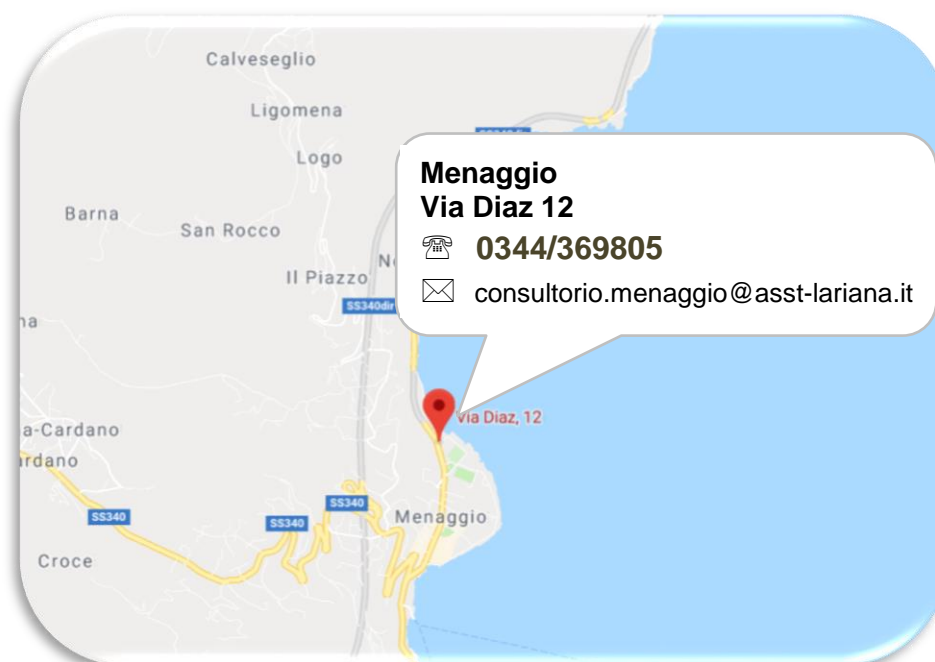 Calveseglio
Ligomena
Logo
Barna
San Rocco
Il Piazzo
SS340dir
Menaggio
Via Diaz 12
0344/369805
consultorio.menaggio@asst-lariana.it
Via Diaz, 12
a-Cardano
rdano
SS340
SS340
SS340
Menaggio
Croce